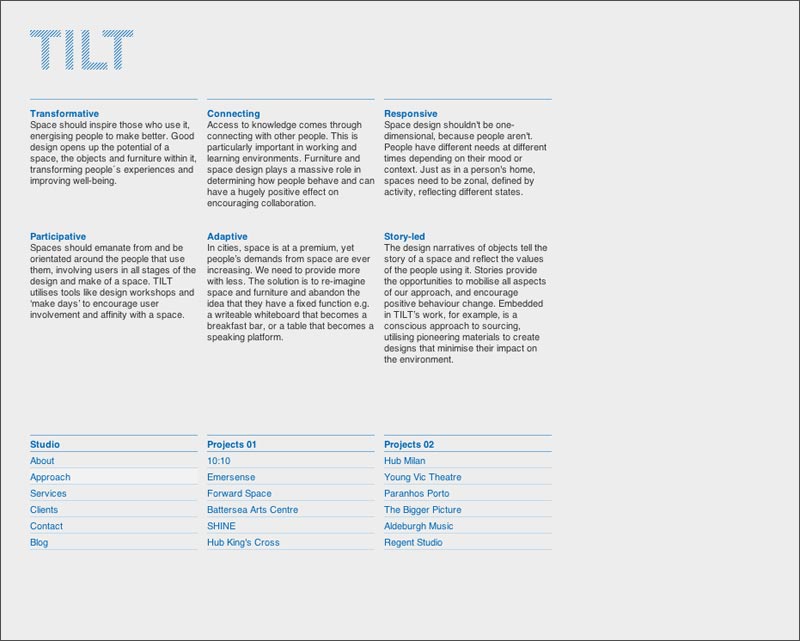 TILT
Transformative
Space should inspire those who use it,
energising people to make better. Good
design opens up the potential of a
space, the objects and furniture within it,
transforming people´s experiences and
improving well-being.
Connecting
Access to knowledge comes through
connecting with other people. This is
particularly important in working and
learning environments. Furniture and
space design plays a massive role in
determining how people behave and can
have a hugely positive effect on
encouraging collaboration.
Responsive
Space design shouldn't be one-
dimensional, because people aren't.
People have different needs at different
times depending on their mood or
context. Just as in a person's home,
spaces need to be zonal, defined by
activity, reflecting different states.
Participative
Spaces should emanate from and be
orientated around the people that use
them, involving users in all stages of the
design and make of a space. TILT
utilises tools like design workshops and
'make days' to encourage user
involvement and affinity with a space.
Adaptive
In cities, space is at a premium, yet
people's demands from space are ever
increasing. We need to provide more
with less. The solution is to re-imagine
space and furniture and abandon the
idea that they have a fixed function e.g.
a writeable whiteboard that becomes a
breakfast bar, or a table that becomes a
speaking platform.
Story-led
The design narratives of objects tell the
story of a space and reflect the values
of the people using it. Stories provide
the opportunities to mobilise all aspects
of our approach, and encourage
positive behaviour change. Embedded
in TILT's work, for example, is a
conscious approach to sourcing,
utilising pioneering materials to create
designs that minimise their impact on
the environment.
Studio
About
Approach
Services
Clients
Contact
Blog
Projects 01
10:10
Emersense
Forward Space
Battersea Arts Centre
SHINE
Hub King's Cross
Projects 02
Hub Milan
Young Vic Theatre
Paranhos Porto
The Bigger Picture
Aldeburgh Music
Regent Studio